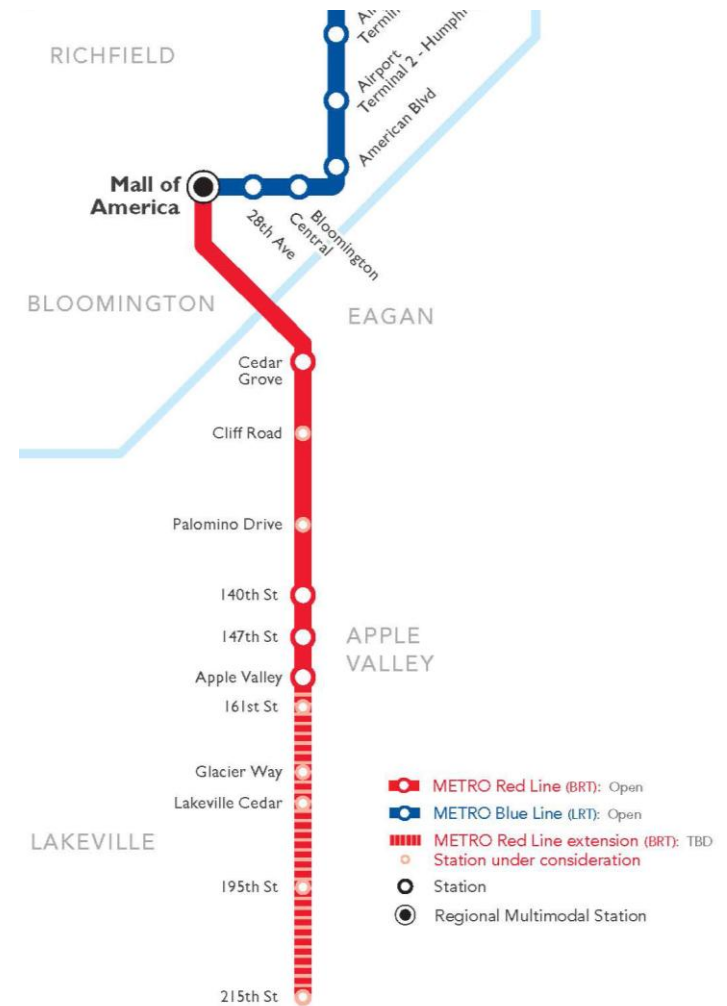 RICHFIELD
Terminal
Airport
Terminal 2 - Humph
American Blvd
Mall of
America
28th Ave
Bloomington
Central
BLOOMINGTON
EAGAN
Cedar
Grove
Cliff Road
Palomino Drive
140th St
147th St
APPLE
VALLEY
Apple Valley
161st St
Glacier Way
Lakeville Cedar
LAKEVILLE
195th St
215th St
METRO Red Line (BRT): Open
METRO Blue Line (LRT): Open
METRO Red Line extension (BRT): TBD
Station under consideration
Station
Regional Multimodal Station